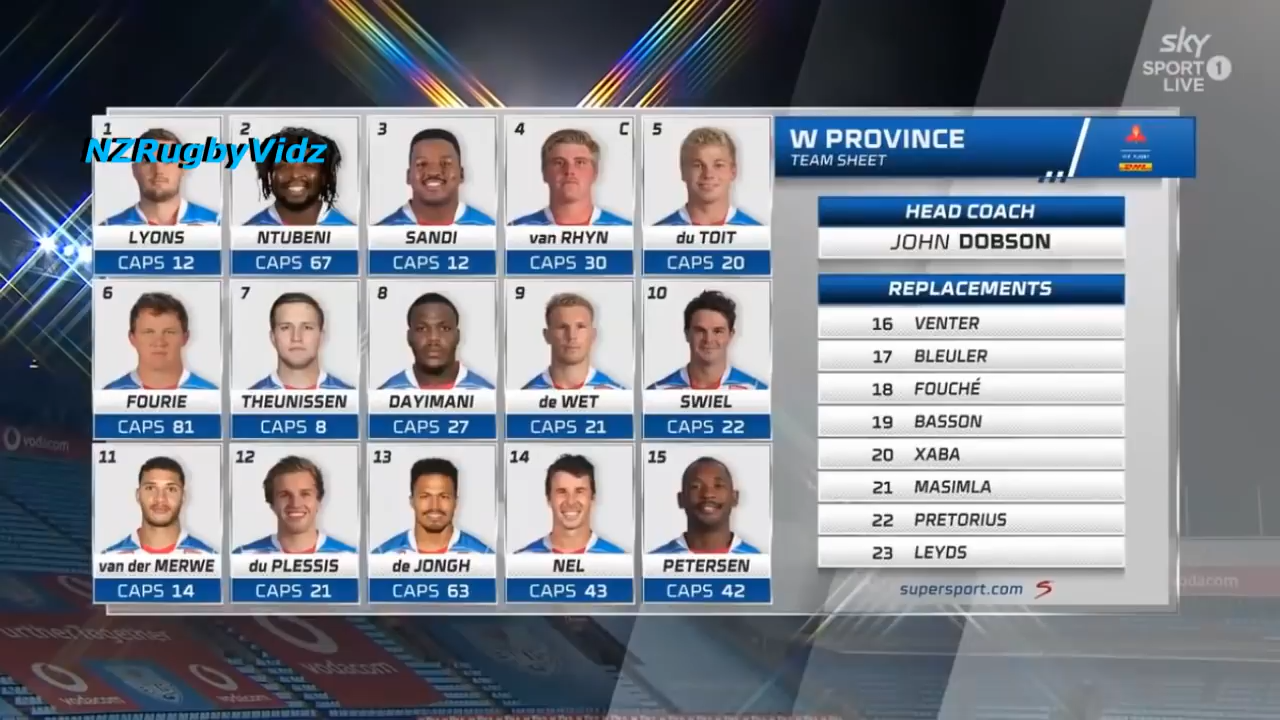 sky
SPORT 1
LIVE
NZRugbyVidz
W PROVINCE
TEAM SHEET
DHL
1
2
3
4 C
5
LYONS
NTUBENI
SANDI
van RHYN
du TOIT
CAPS 12
CAPS 67
CAPS 12
CAPS 30
CAPS 20
6
7
8
9
10
FOURIE
THEUNISSEN
DAYIMANI
de WET
SWIEL
CAPS 81
CAPS 8
CAPS 27
CAPS 21
CAPS 22
11
12
13
14
15
van der MERWE
du PLESSIS
de JONGH
NEL
PETERSEN
CAPS 14
CAPS 21
CAPS 63
CAPS 43
CAPS 42
HEAD COACH
JOHN DOBSON
REPLACEMENTS
16 VENTER
17 BLEULER
18 FOUCHÉ
19 BASSON
20 XABA
21 MASIMLA
22 PRETORIUS
23 LEYDS
supersport.com S
vodacom
vodacom
vodacom
vodacom
vodacom